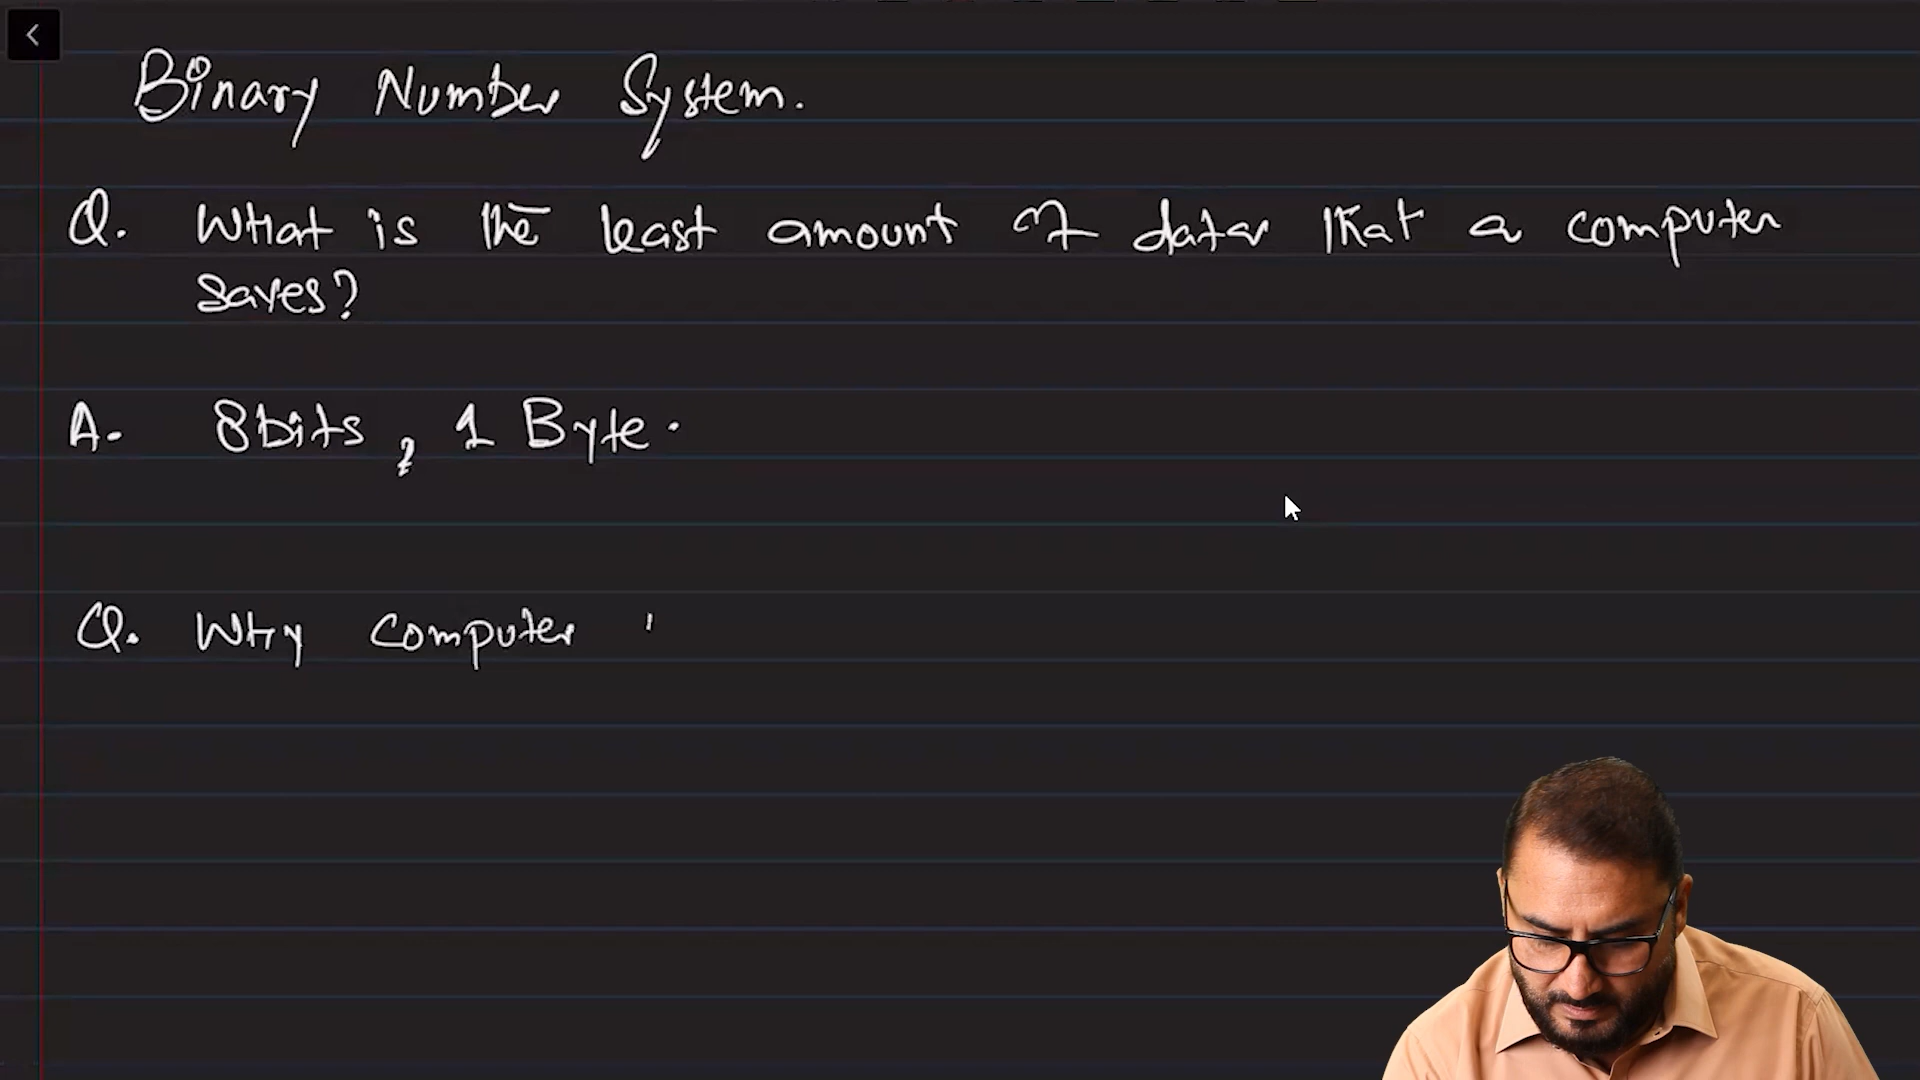 Binary Number System.
Q. What is the least amount of data that a computer
saves?
A. 8bits, 1 Byte.
Q. Why computer